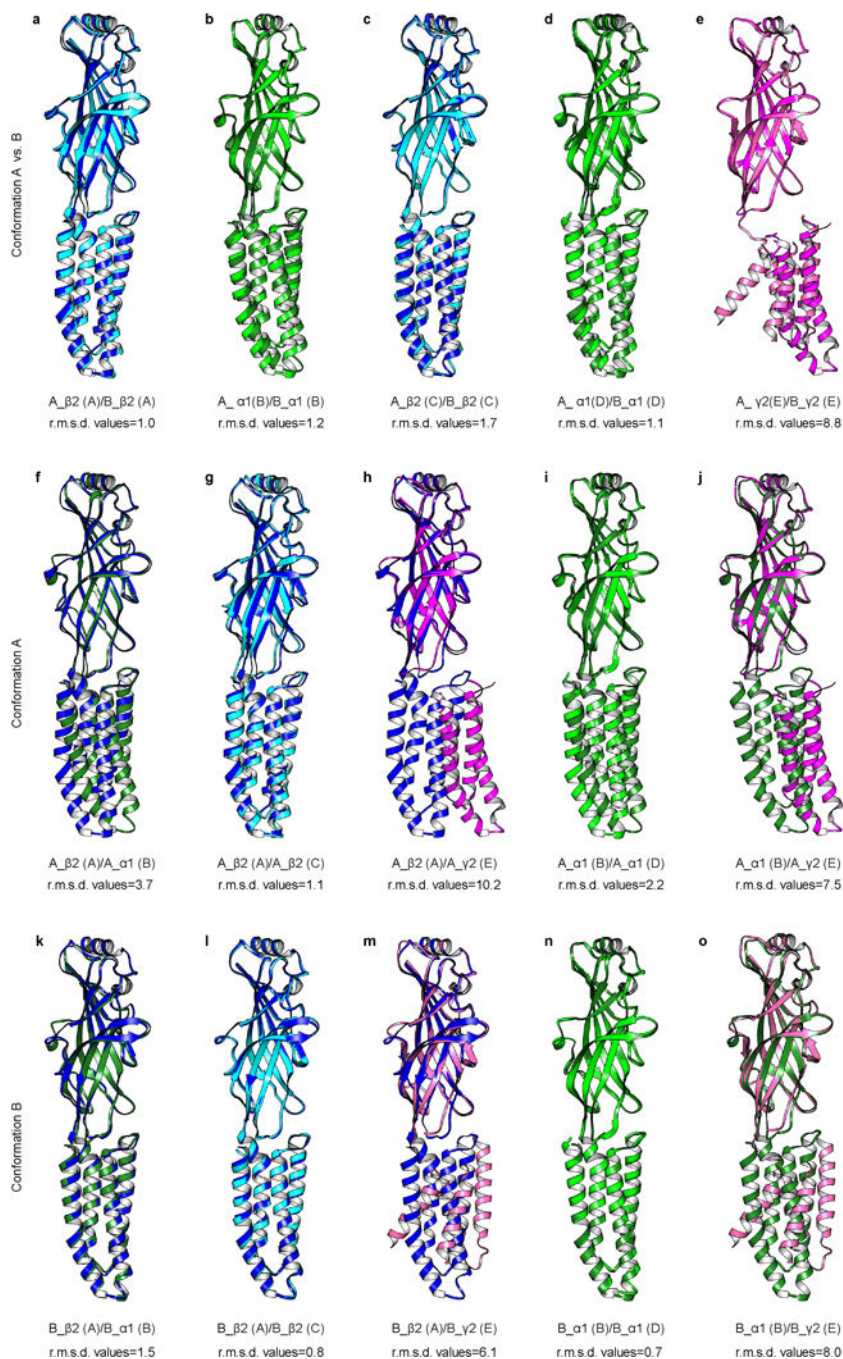 a b c d e
Conformation A vs. B
A_β2 (A)/B_β2 (A) A_ α1(B)/B_α1 (B) A_β2 (C)/B_β2 (C) A_ α1(D)/B_α1 (D) A_ γ2(E)/B_γ2 (E)
r.m.s.d. values=1.0 r.m.s.d. values=1.2 r.m.s.d. values=1.7 r.m.s.d. values=1.1 r.m.s.d. values=8.8
f g h i j
Conformation A
A_β2 (A)/A_α1 (B) A_β2 (A)/A_β2 (C) A_β2 (A)/A_γ2 (E) A_α1 (B)/A_α1 (D) A_α1 (B)/A_γ2 (E)
r.m.s.d. values=3.7 r.m.s.d. values=1.1 r.m.s.d. values=10.2 r.m.s.d. values=2.2 r.m.s.d. values=7.5
k l m n o
Conformation B
B_β2 (A)/B_α1 (B) B_β2 (A)/B_β2 (C) B_β2 (A)/B_γ2 (E) B_α1 (B)/B_α1 (D) B_α1 (B)/B_γ2 (E)
r.m.s.d. values=1.5 r.m.s.d. values=0.8 r.m.s.d. values=6.1 r.m.s.d. values=0.7 r.m.s.d. values=8.0